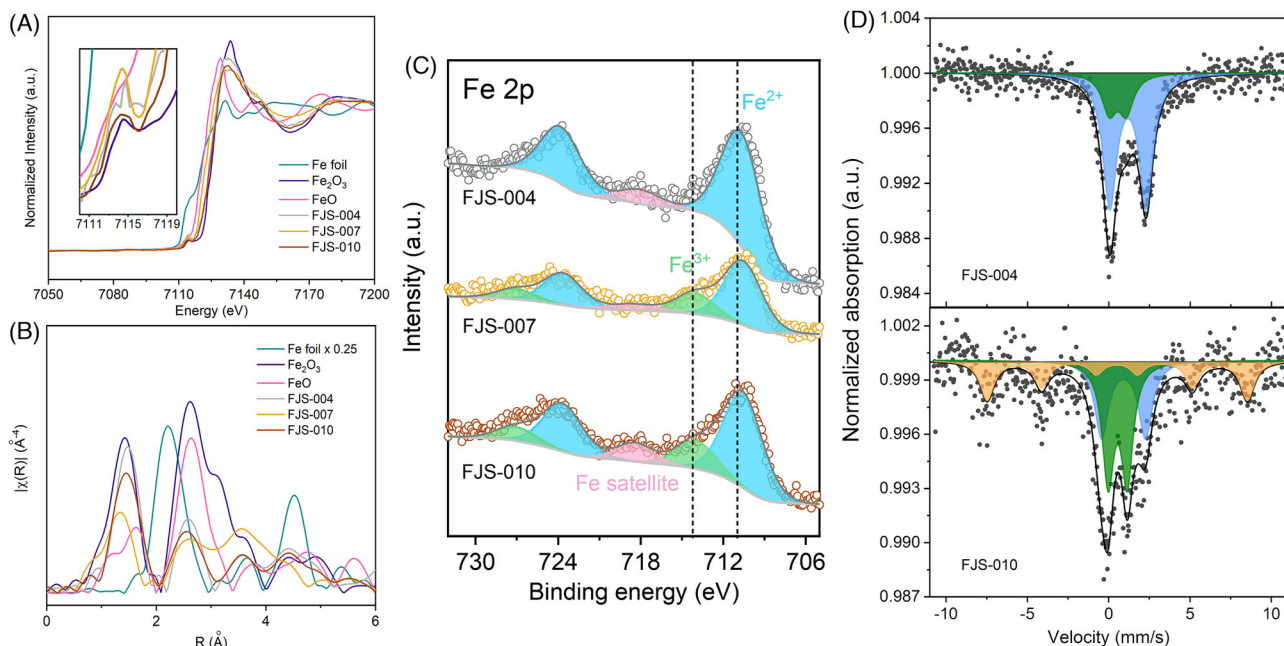 (A)
Normalized Intensity (a.u.)
7111 7115 7119
Fe foil
Fe₂O₃
FeO
FJS-004
FJS-007
FJS-010
7050 7080 7110 7140 7170 7200
Energy (eV)
(B)
|χ(R)| (Å⁻⁴)
Fe foil x 0.25
Fe₂O₃
FeO
FJS-004
FJS-007
FJS-010
0 1 2 3 4 5 6
R (Å)
(C)
Fe 2p
Fe²⁺
FJS-004
Fe³⁺
FJS-007
FJS-010
Fe satellite
Intensity (a.u.)
730 724 718 712 706
Binding energy (eV)
(D)
Normalized absorption (a.u.)
1.004
1.000
0.996
0.992
0.988
0.984
FJS-004
1.002
0.999
0.996
0.993
0.990
0.987
FJS-010
-10 -5 0 5 10
Velocity (mm/s)